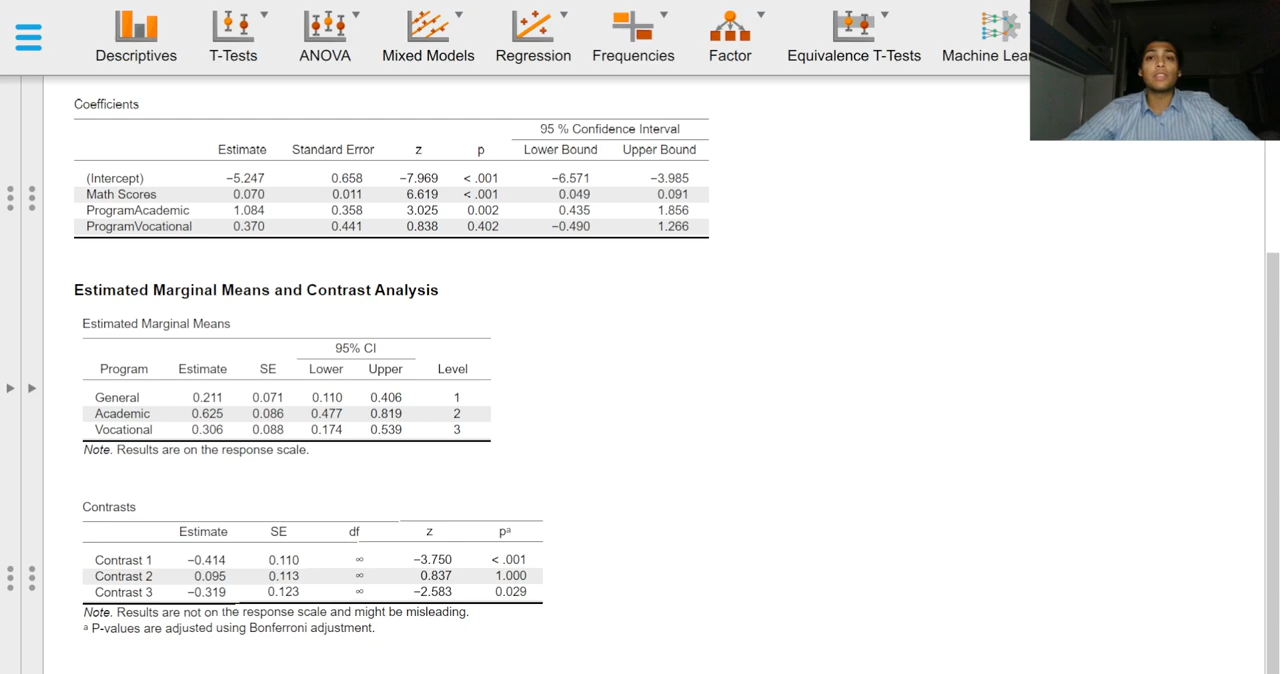 Descriptives T-Tests ANOVA Mixed Models Regression Frequencies Factor Equivalence T-Tests Machine Lea
Coefficients
95 % Confidence Interval
Estimate Standard Error z p Lower Bound Upper Bound
(Intercept) −5.247 0.658 −7.969 < .001 −6.571 −3.985
Math Scores 0.070 0.011 6.619 < .001 0.049 0.091
ProgramAcademic 1.084 0.358 3.025 0.002 0.435 1.856
ProgramVocational 0.370 0.441 0.838 0.402 −0.490 1.266
Estimated Marginal Means and Contrast Analysis
Estimated Marginal Means
95% CI
Program Estimate SE Lower Upper Level
General 0.211 0.071 0.110 0.406 1
Academic 0.625 0.086 0.477 0.819 2
Vocational 0.306 0.088 0.174 0.539 3
Note. Results are on the response scale.
Contrasts
Estimate SE df z pᵃ
Contrast 1 −0.414 0.110 ∞ −3.750 < .001
Contrast 2 0.095 0.113 ∞ 0.837 1.000
Contrast 3 −0.319 0.123 ∞ −2.583 0.029
Note. Results are not on the response scale and might be misleading.
ᵃ P-values are adjusted using Bonferroni adjustment.